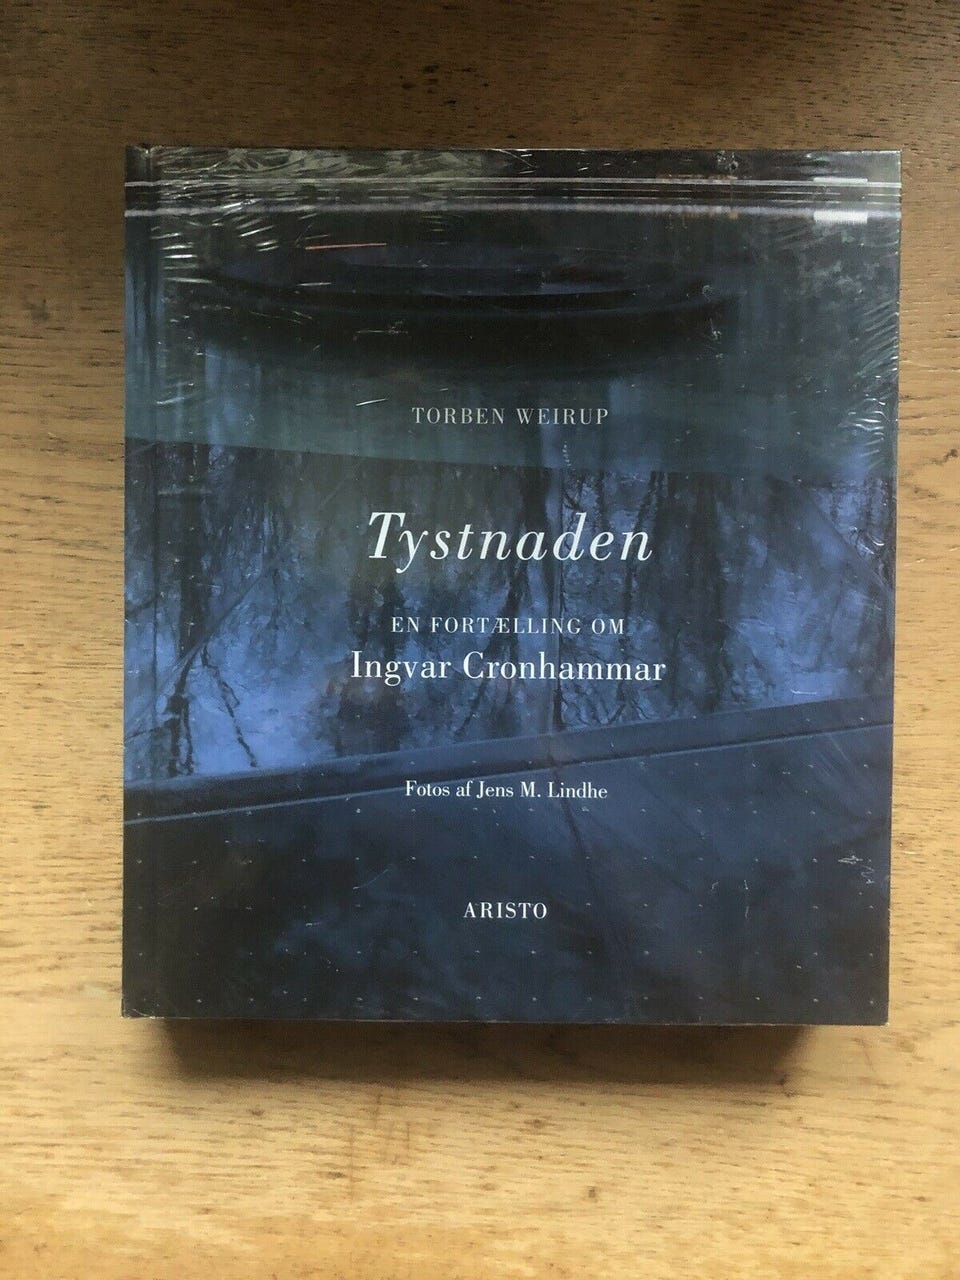 TORBEN WEIRUP
Tystnaden
EN FORTÆLLING OM
Ingvar Cronhammar
Fotos af Jens M. Lindhe
ARISTO